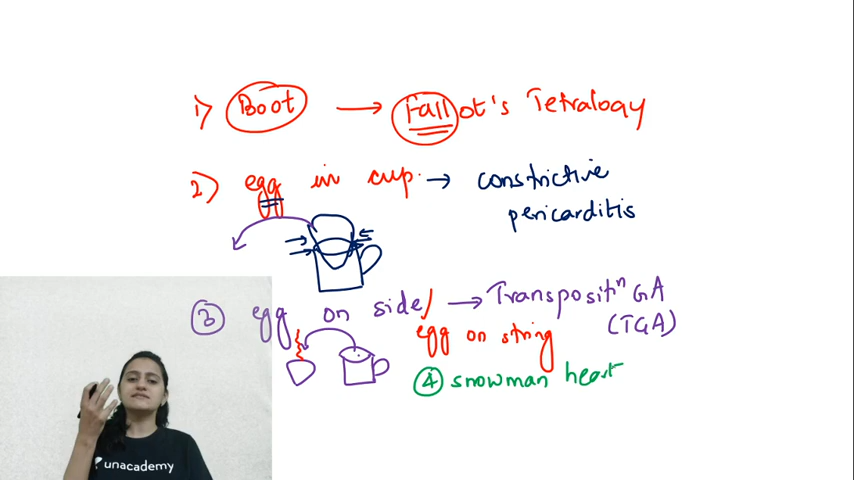 1) Boot → Fallot's Tetralogy
2) egg in cup. → constrictive
pericarditis
3 egg on side/ → Transpositⁿ GA
(TGA)
egg on string
4 snowman heart
unacademy